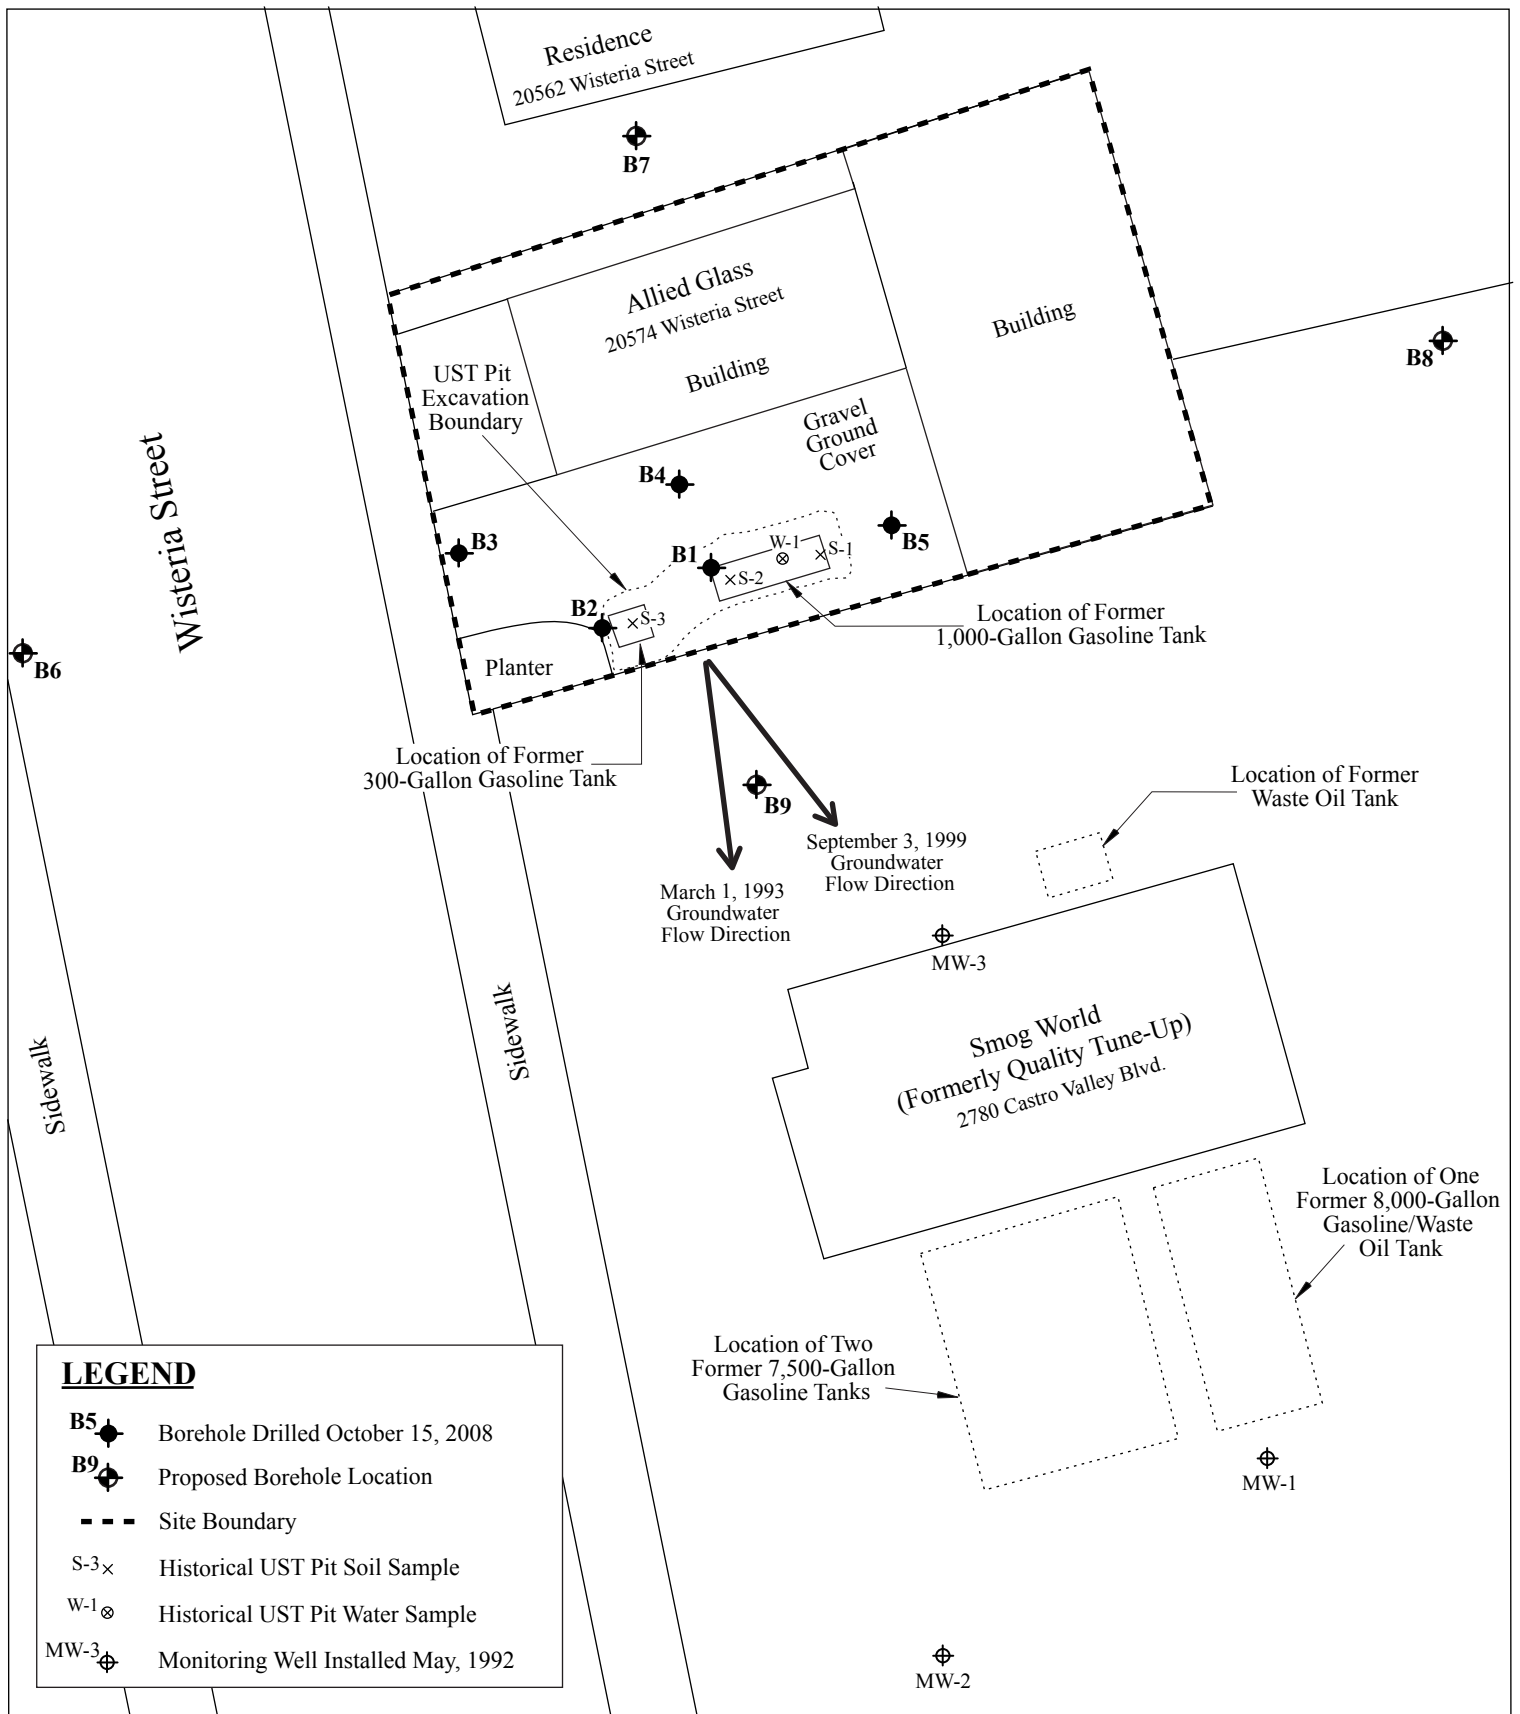 Residence
20562 Wisteria Street
B7
Allied Glass
20574 Wisteria Street
Building
Building
B8
UST Pit
Excavation
Boundary
Gravel
Ground
Cover
Wisteria Street
B4
B3
B5
B1
W-1
S-1
S-2
B2
S-3
B6
Planter
Location of Former
1,000-Gallon Gasoline Tank
Location of Former
300-Gallon Gasoline Tank
B9
Location of Former
Waste Oil Tank
September 3, 1999
Groundwater
Flow Direction
March 1, 1993
Groundwater
Flow Direction
MW-3
Sidewalk
Sidewalk
Smog World
(Formerly Quality Tune-Up)
2780 Castro Valley Blvd.
Location of One
Former 8,000-Gallon
Gasoline/Waste
Oil Tank
Location of Two
Former 7,500-Gallon
Gasoline Tanks
MW-1
MW-2
LEGEND
B5 Borehole Drilled October 15, 2008
B9 Proposed Borehole Location
Site Boundary
S-3 Historical UST Pit Soil Sample
W-1 Historical UST Pit Water Sample
MW-3 Monitoring Well Installed May, 1992